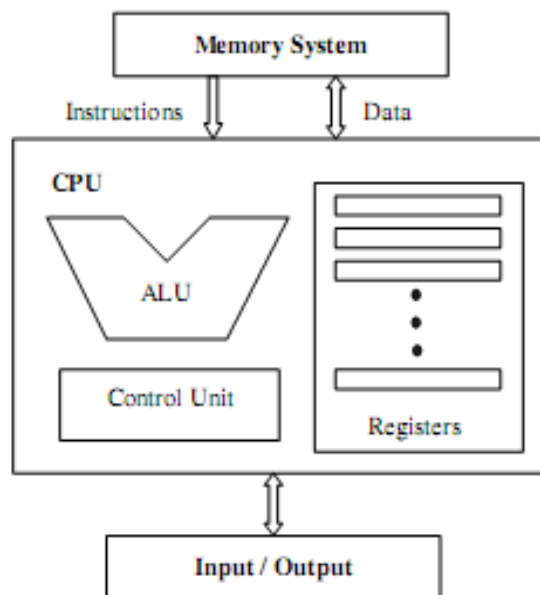 Memory System
Instructions
Data
CPU
ALU
Control Unit
Registers
Input / Output